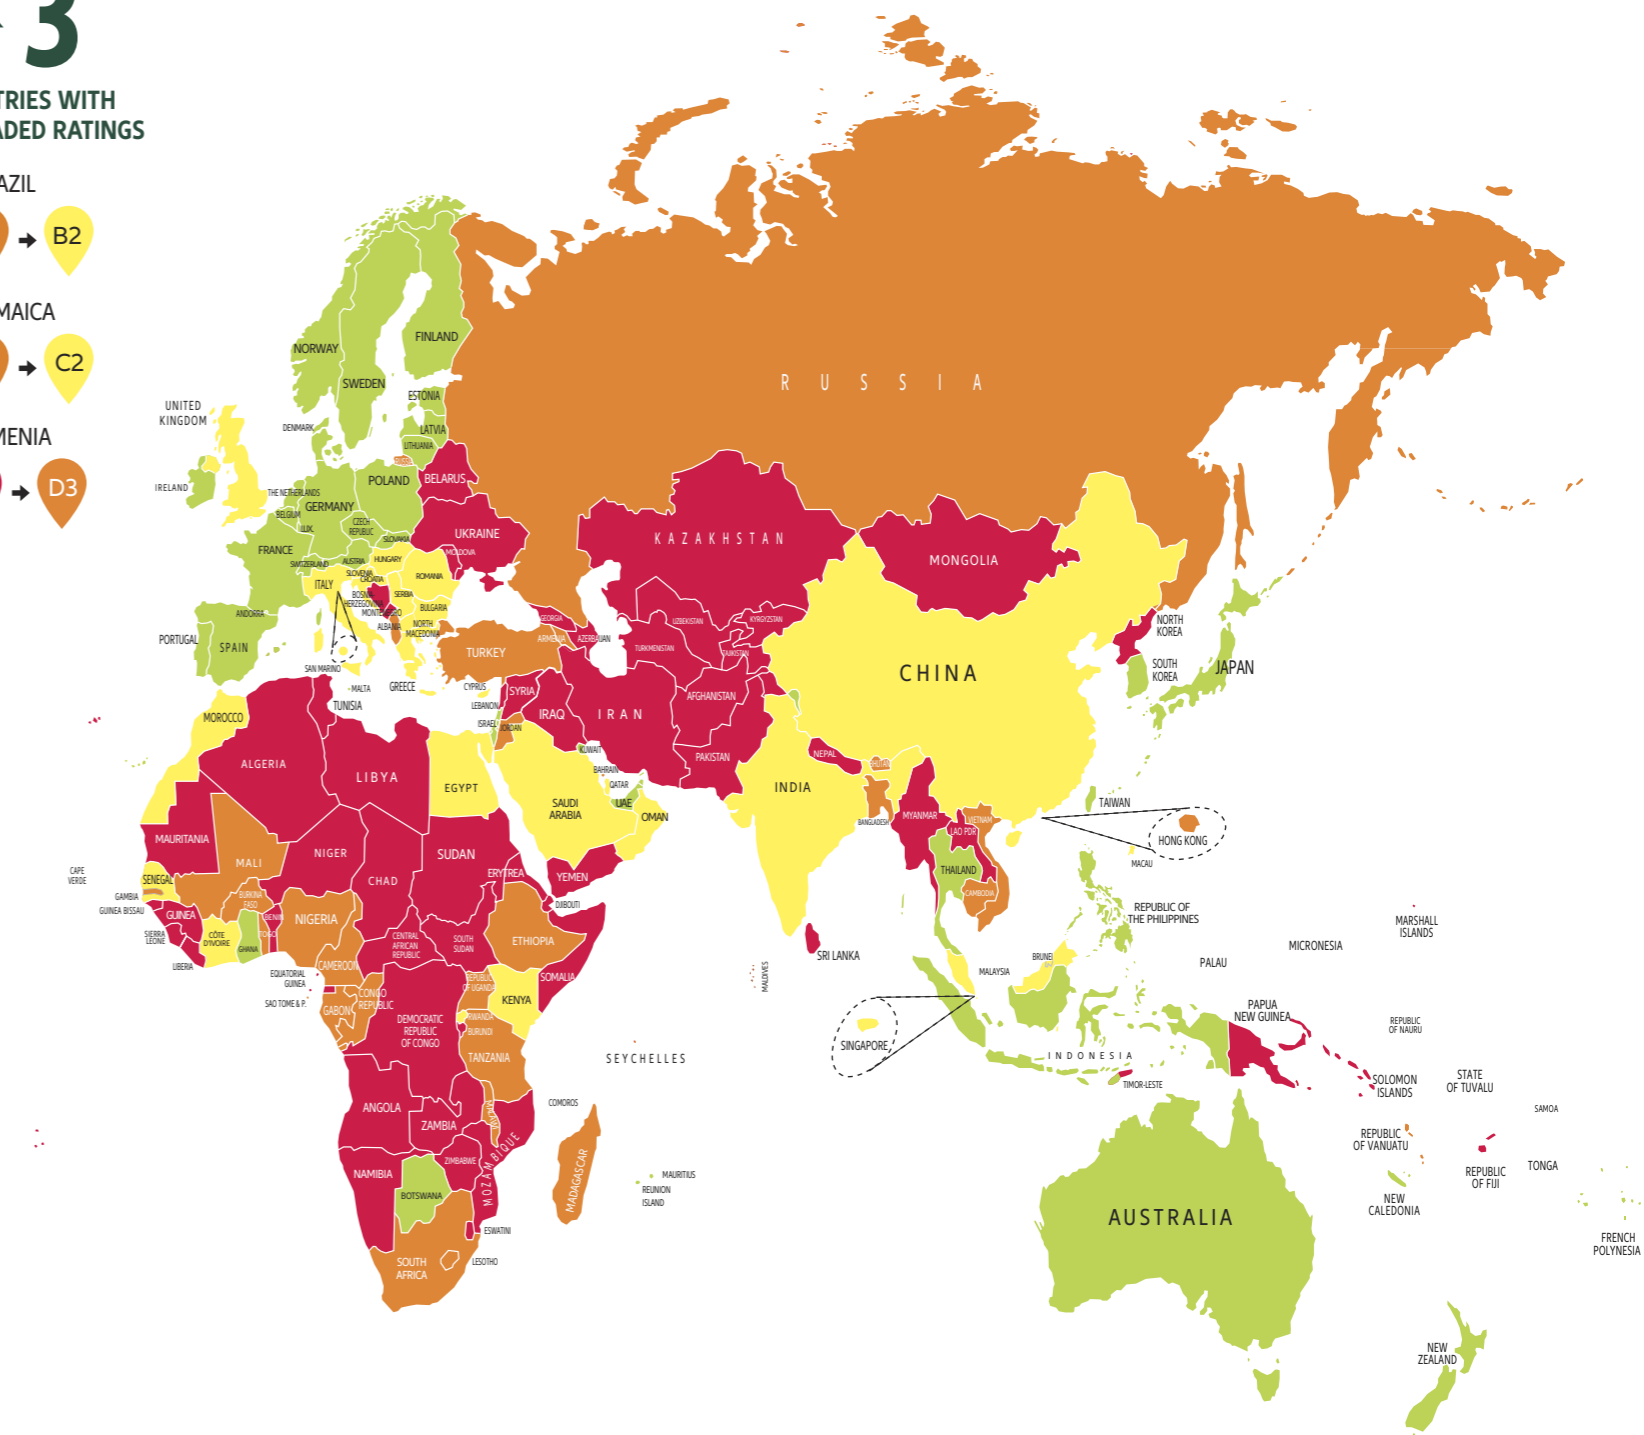 3
TRIES WITH
ADED RATINGS
AZIL
B2
MAICA
C2
MENIA
D3
RUSSIA
NORWAY
FINLAND
SWEDEN
ESTONIA
LATVIA
LITHUANIA
DENMARK
UNITED
KINGDOM
IRELAND
THE NETHERLANDS
BELGIUM
LUX.
GERMANY
POLAND
BELARUS
CZECH
REPUBLIC
SLOVAKIA
UKRAINE
MOLDOVA
FRANCE
SWITZERLAND
AUSTRIA
HUNGARY
SLOVENIA
CROATIA
ROMANIA
ITALY
BOSNIA
HERZEGOVINA
SERBIA
MONTENEGRO
BULGARIA
ALBANIA
NORTH
MACEDONIA
ANDORRA
PORTUGAL
SPAIN
SAN MARINO
MALTA
GREECE
TURKEY
CYPRUS
GEORGIA
ARMENIA
AZERBAIJAN
KAZAKHSTAN
UZBEKISTAN
TURKMENISTAN
KYRGYZSTAN
TAJIKISTAN
MONGOLIA
CHINA
NORTH
KOREA
SOUTH
KOREA
JAPAN
TAIWAN
HONG KONG
MACAU
SYRIA
LEBANON
ISRAEL
JORDAN
IRAQ
IRAN
AFGHANISTAN
PAKISTAN
KUWAIT
BAHRAIN
QATAR
UAE
SAUDI
ARABIA
OMAN
YEMEN
INDIA
NEPAL
BHUTAN
BANGLADESH
MYANMAR
LAO PDR
VIETNAM
THAILAND
CAMBODIA
SRI LANKA
MALDIVES
REPUBLIC OF
THE PHILIPPINES
BRUNEI
MALAYSIA
SINGAPORE
INDONESIA
TIMOR-LESTE
PALAU
MICRONESIA
MARSHALL
ISLANDS
PAPUA
NEW GUINEA
REPUBLIC
OF NAURU
SOLOMON
ISLANDS
STATE
OF TUVALU
SAMOA
REPUBLIC
OF VANUATU
REPUBLIC
OF FIJI
TONGA
NEW
CALEDONIA
FRENCH
POLYNESIA
AUSTRALIA
NEW
ZEALAND
MOROCCO
TUNISIA
ALGERIA
LIBYA
EGYPT
MAURITANIA
MALI
NIGER
CHAD
SUDAN
ERYTREA
DJIBOUTI
CAPE
VERDE
SENEGAL
GAMBIA
GUINEA BISSAU
GUINEA
SIERRA
LEONE
LIBERIA
CÔTE
D'IVOIRE
BURKINA
FASO
GHANA
TOGO
BENIN
NIGERIA
CAMEROON
CENTRAL
AFRICAN
REPUBLIC
SOUTH
SUDAN
ETHIOPIA
SOMALIA
EQUATORIAL
GUINEA
SAO TOME & P.
GABON
CONGO
REPUBLIC
DEMOCRATIC
REPUBLIC
OF CONGO
REPUBLIC
OF UGANDA
KENYA
RWANDA
BURUNDI
TANZANIA
SEYCHELLES
COMOROS
ANGOLA
ZAMBIA
MALAWI
MOZAMBIQUE
ZIMBABWE
NAMIBIA
BOTSWANA
MADAGASCAR
MAURITIUS
REUNION
ISLAND
ESWATINI
LESOTHO
SOUTH
AFRICA